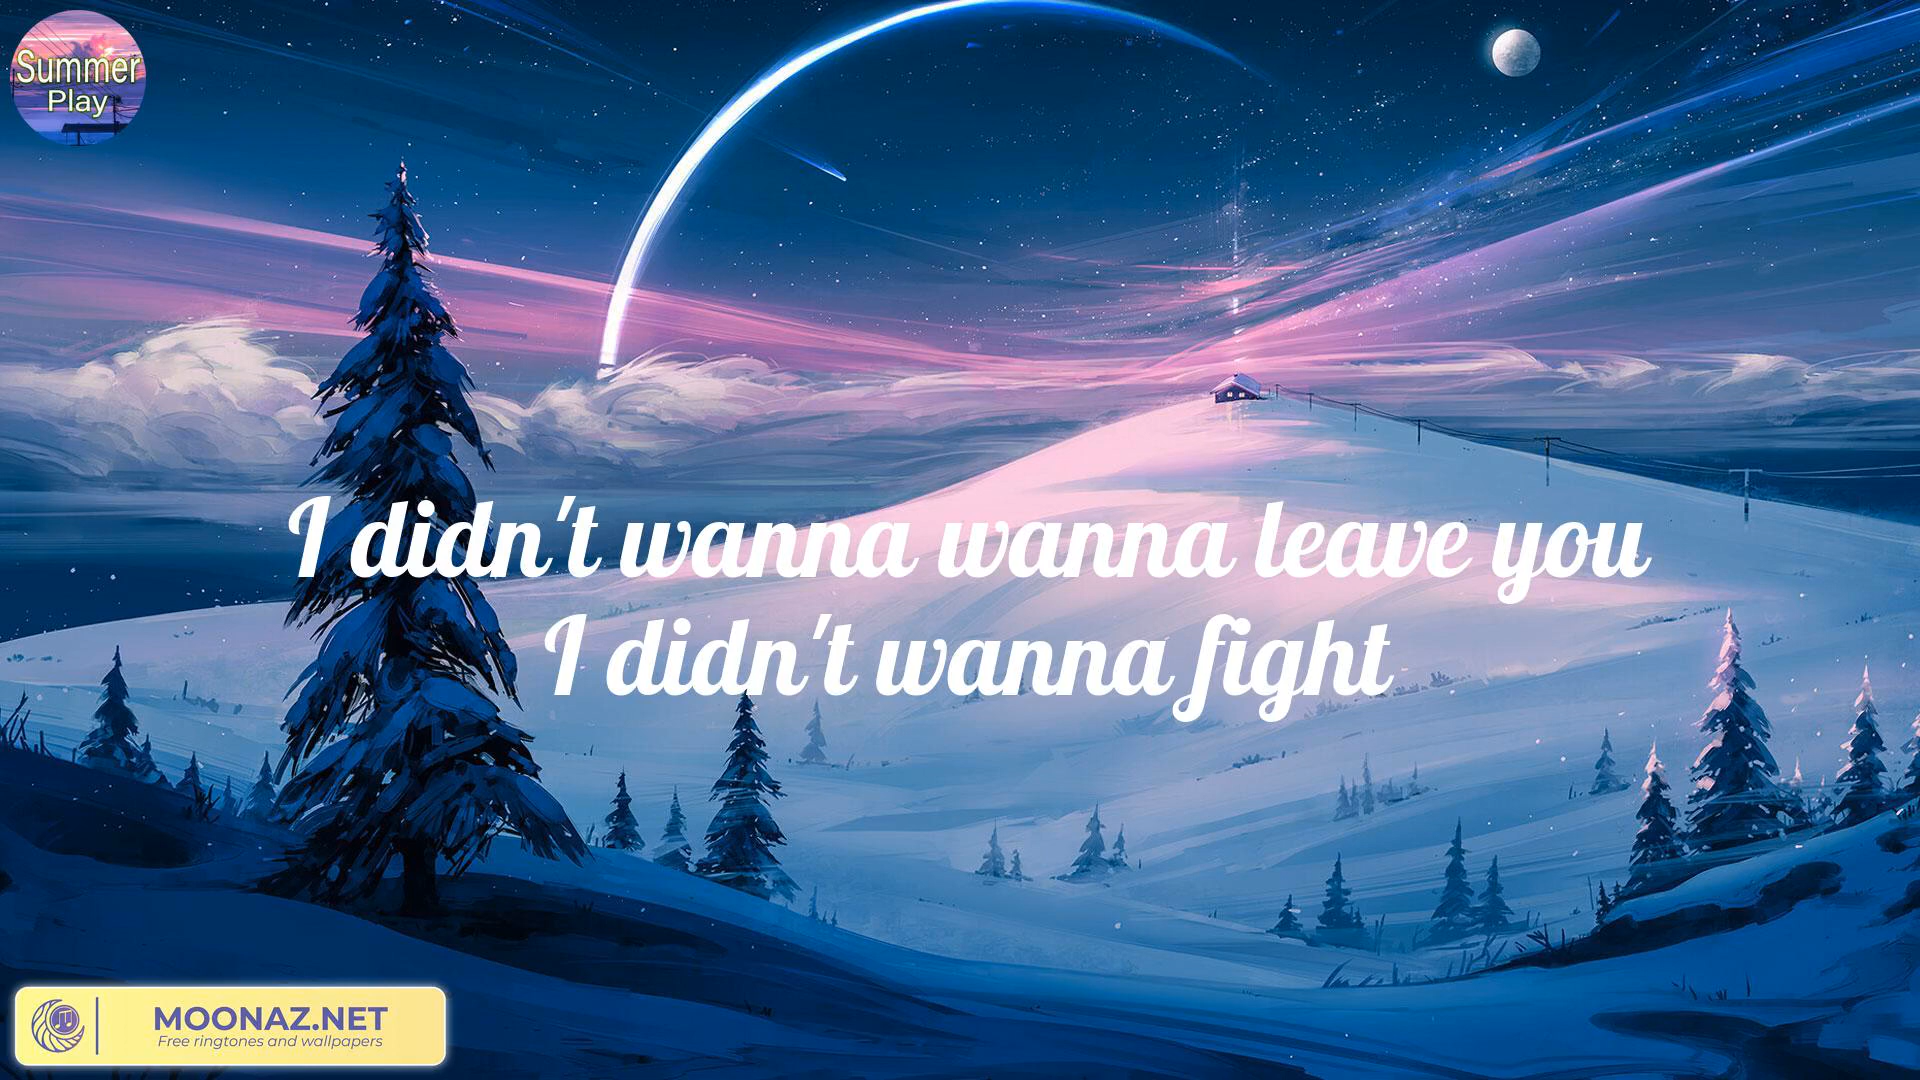 Summer
Play
I didn't wanna wanna leave you
I didn't wanna fight
MOONAZ.NET
Free ringtones and wallpapers